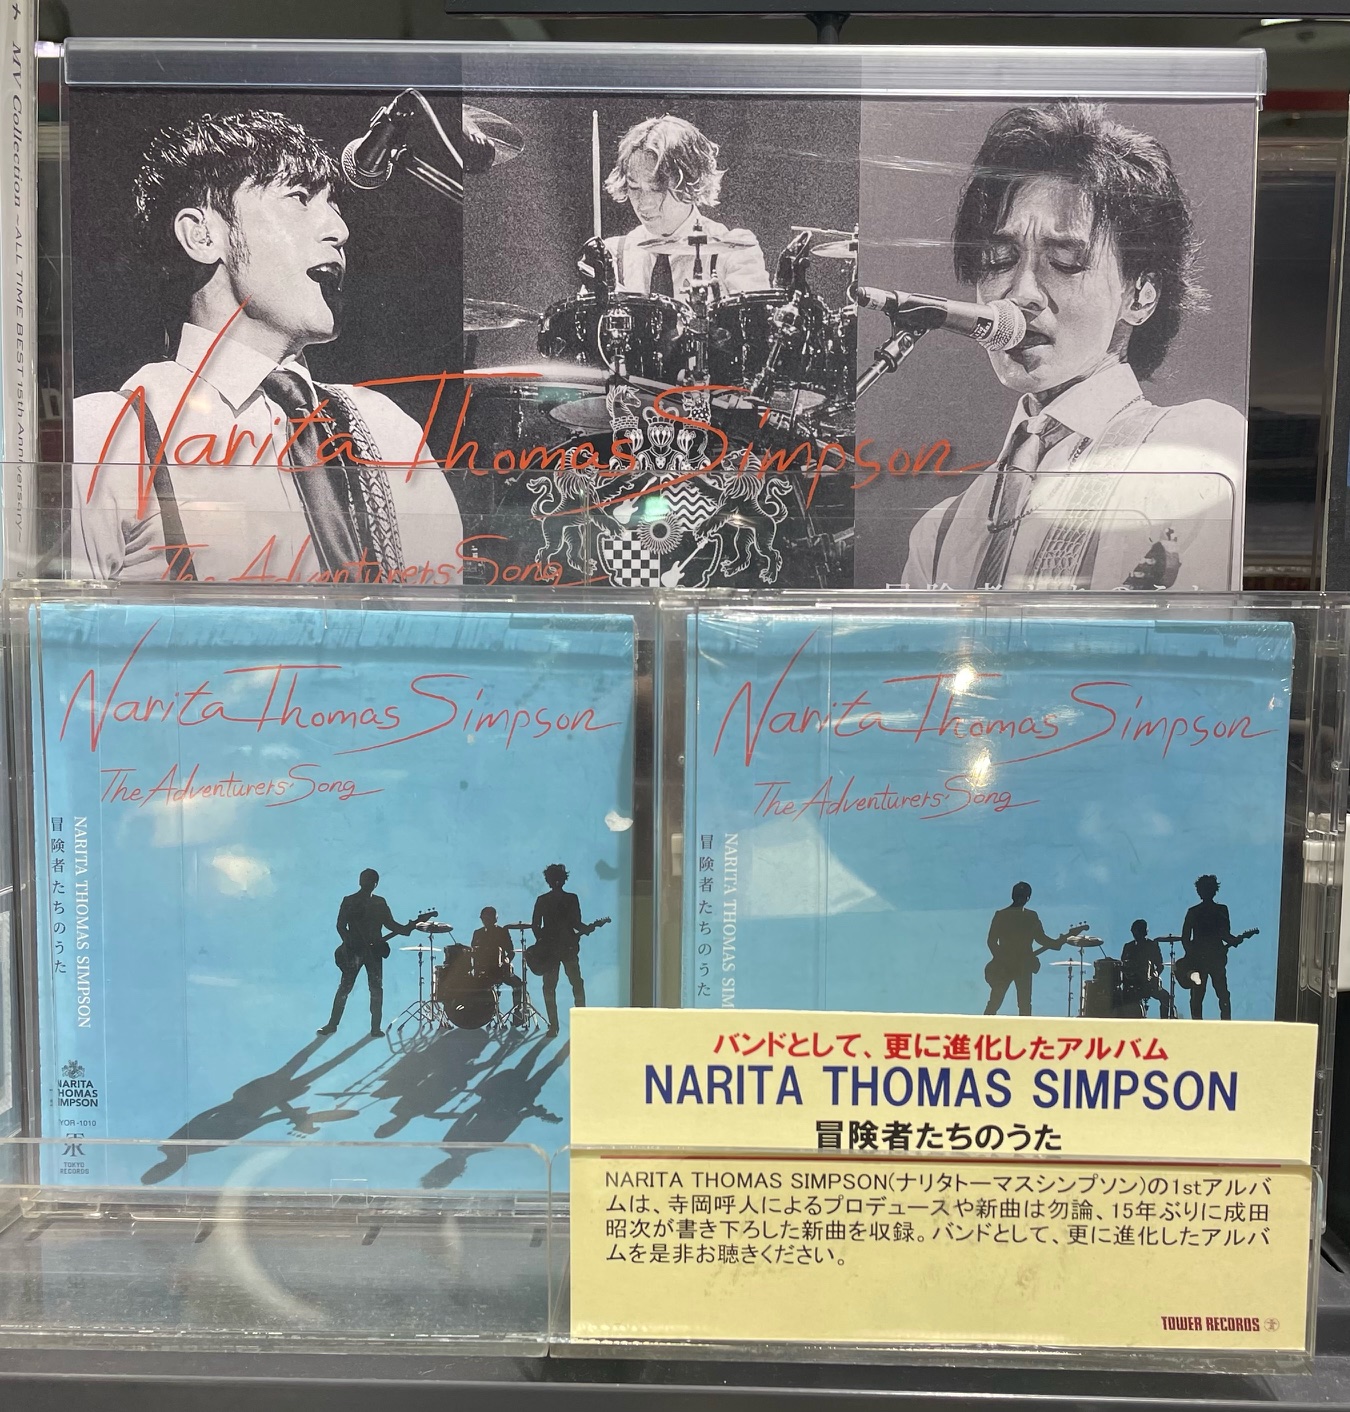 MV Collection ~ALL TIME BEST 15th Anniversary~
Narita Thomas Simpson
The Adventurers' Song
Narita Thomas Simpson
The Adventurers' Song
冒険者たちのうた
NARITA THOMAS SIMPSON
NARITA
THOMAS
SIMPSON
YOR-1010
TOKYO
RECORDS
Narita Thomas Simpson
The Adventurers' Song
冒険者たちのうた
NARITA THOMAS SIM
バンドとして、更に進化したアルバム
NARITA THOMAS SIMPSON
冒険者たちのうた
NARITA THOMAS SIMPSON(ナリタトーマスシンプソン)の1stアルバ
ムは、寺岡呼人によるプロデュースや新曲は勿論、15年ぶりに成田
昭次が書き下ろした新曲を収録。バンドとして、更に進化したアルバ
ムを是非お聴きください。
TOWER RECORDS